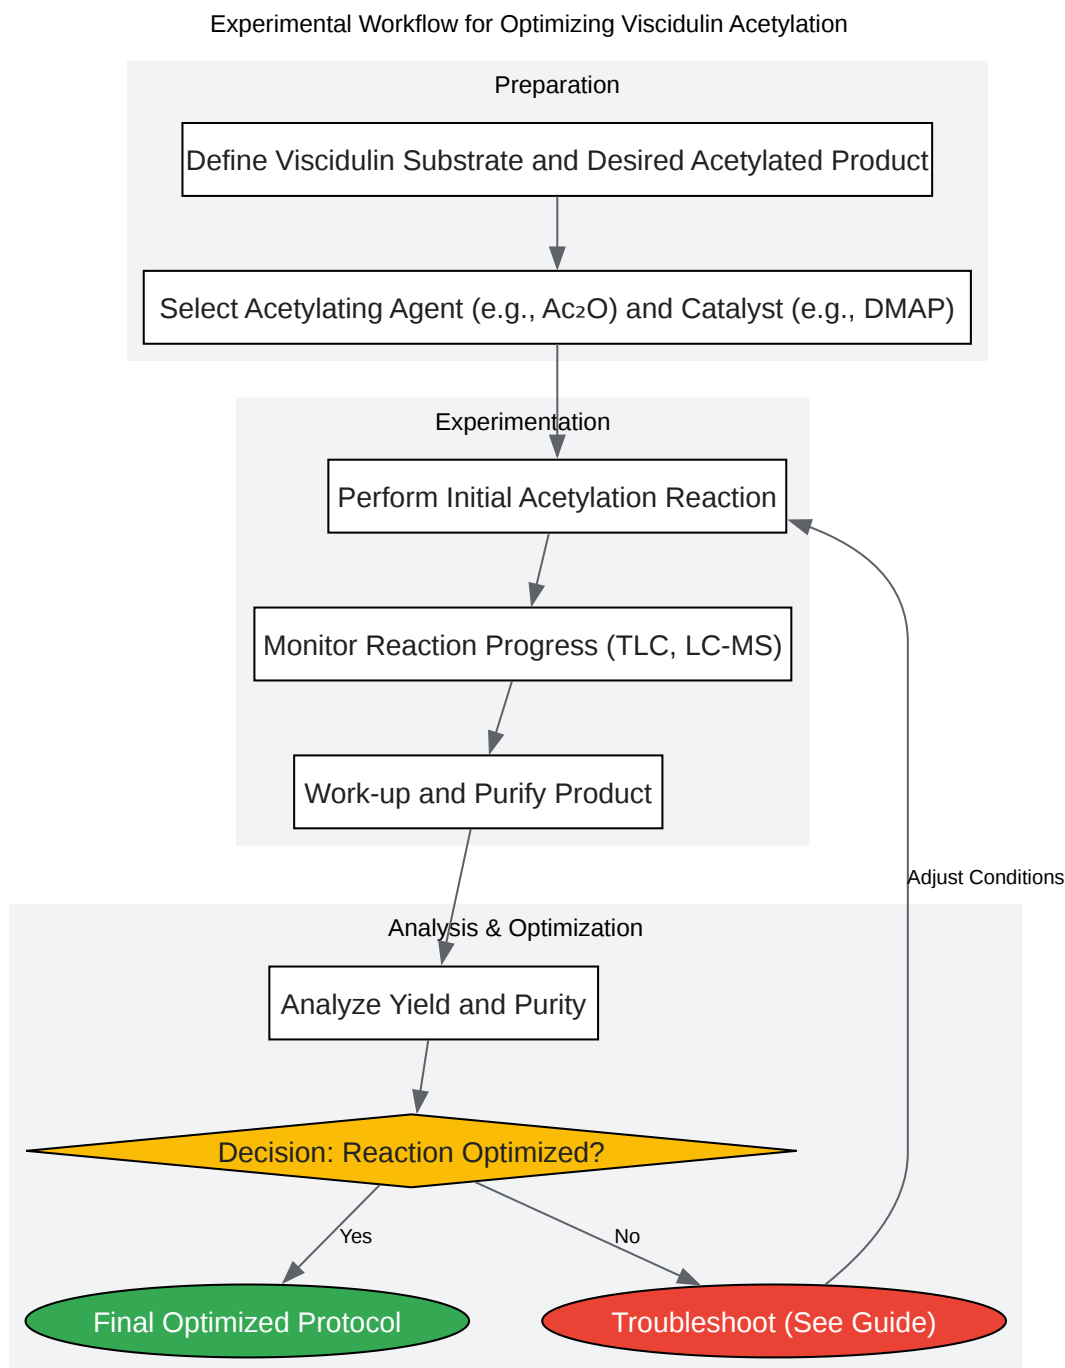 Experimental Workflow for Optimizing Viscidulin Acetylation
Preparation
Define Viscidulin Substrate and Desired Acetylated Product
Select Acetylating Agent (e.g., Ac₂O) and Catalyst (e.g., DMAP)
Experimentation
Perform Initial Acetylation Reaction
Monitor Reaction Progress (TLC, LC-MS)
Work-up and Purify Product
Adjust Conditions
Analysis & Optimization
Analyze Yield and Purity
Decision: Reaction Optimized?
Yes
No
Final Optimized Protocol
Troubleshoot (See Guide)